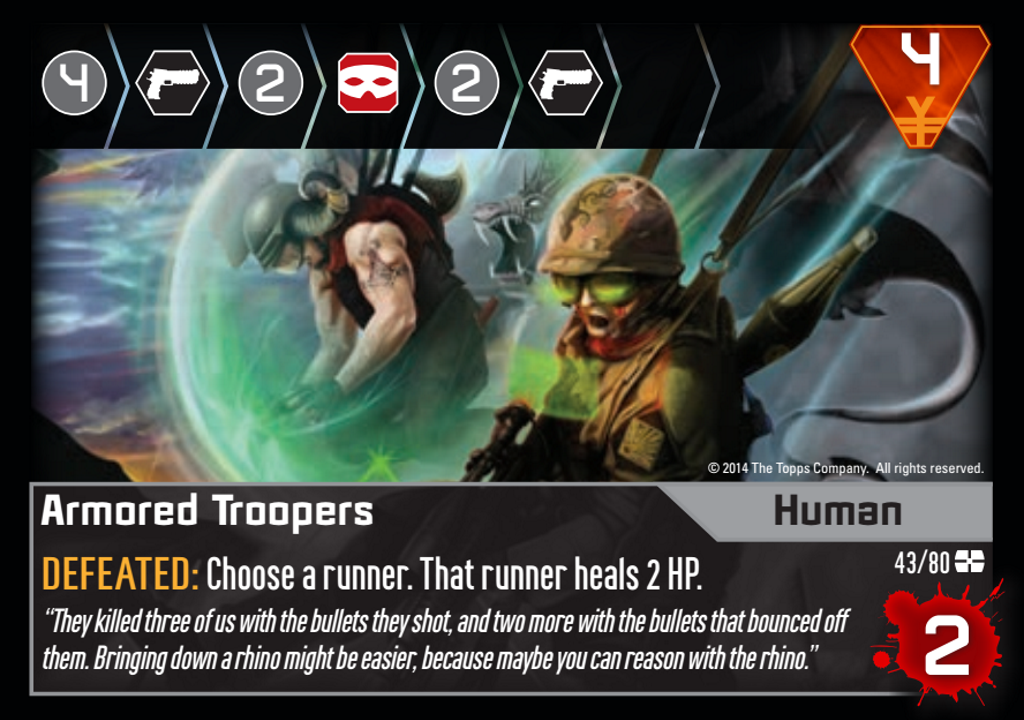 4 2 2 4
¥
© 2014 The Topps Company. All rights reserved.
Armored Troopers Human
DEFEATED: Choose a runner. That runner heals 2 HP. 43/80
“They killed three of us with the bullets they shot, and two more with the bullets that bounced off
them. Bringing down a rhino might be easier, because maybe you can reason with the rhino.”
2